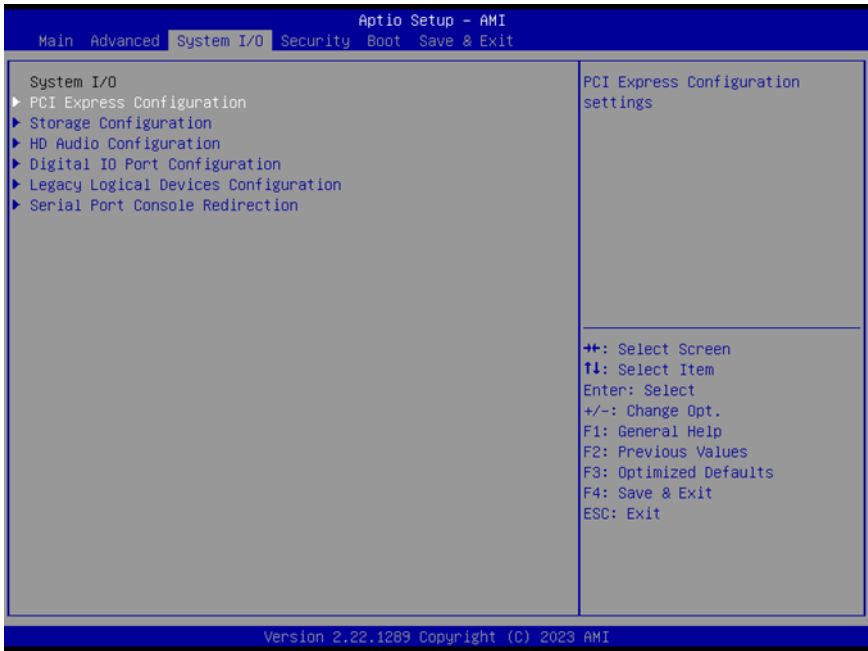 Aptio Setup - AMI
Main Advanced System I/O Security Boot Save & Exit
System I/O
PCI Express Configuration
Storage Configuration
HD Audio Configuration
Digital IO Port Configuration
Legacy Logical Devices Configuration
Serial Port Console Redirection
PCI Express Configuration
settings
→←: Select Screen
↑↓: Select Item
Enter: Select
+/-: Change Opt.
F1: General Help
F2: Previous Values
F3: Optimized Defaults
F4: Save & Exit
ESC: Exit
Version 2.22.1289 Copyright (C) 2023 AMI